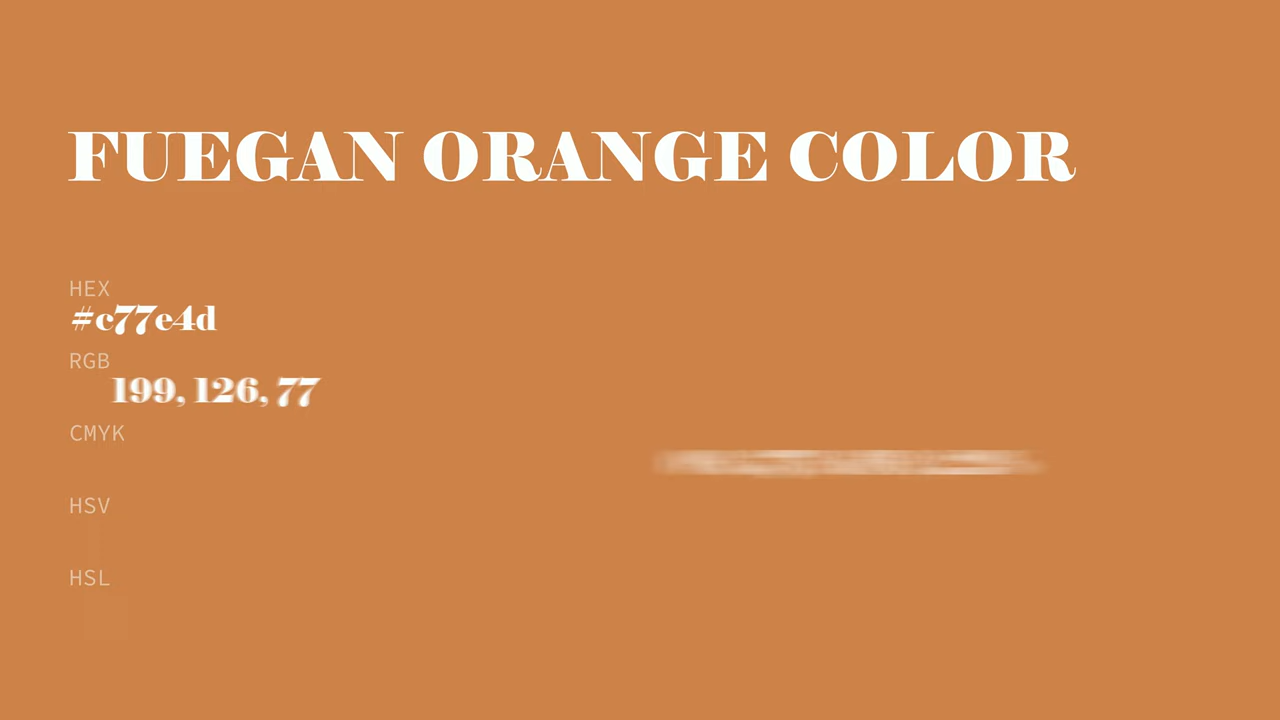 FUEGAN ORANGE COLOR
HEX
#c77e4d
RGB
199, 126, 77
CMYK
HSV
HSL